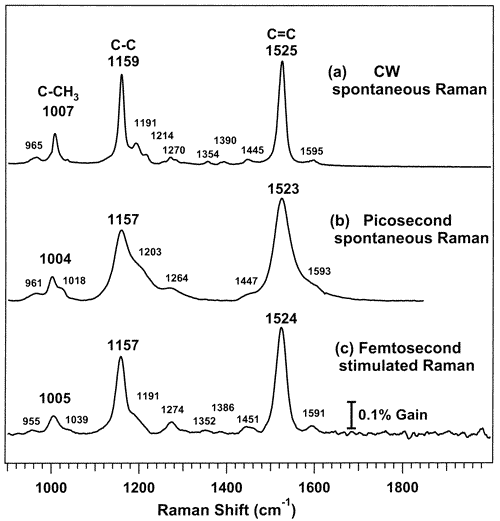 C-C
1159
C=C
1525
(a) CW
spontaneous Raman
C-CH₃
1007
965
1191
1214
1270
1354
1390
1445
1595
1523
(b) Picosecond
spontaneous Raman
1157
1203
1004
961
1018
1264
1447
1593
1524
(c) Femtosecond
stimulated Raman
1157
1005
955
1039
1191
1274
1352
1386
1451
1591
0.1% Gain
1000 1200 1400 1600 1800
Raman Shift (cm⁻¹)